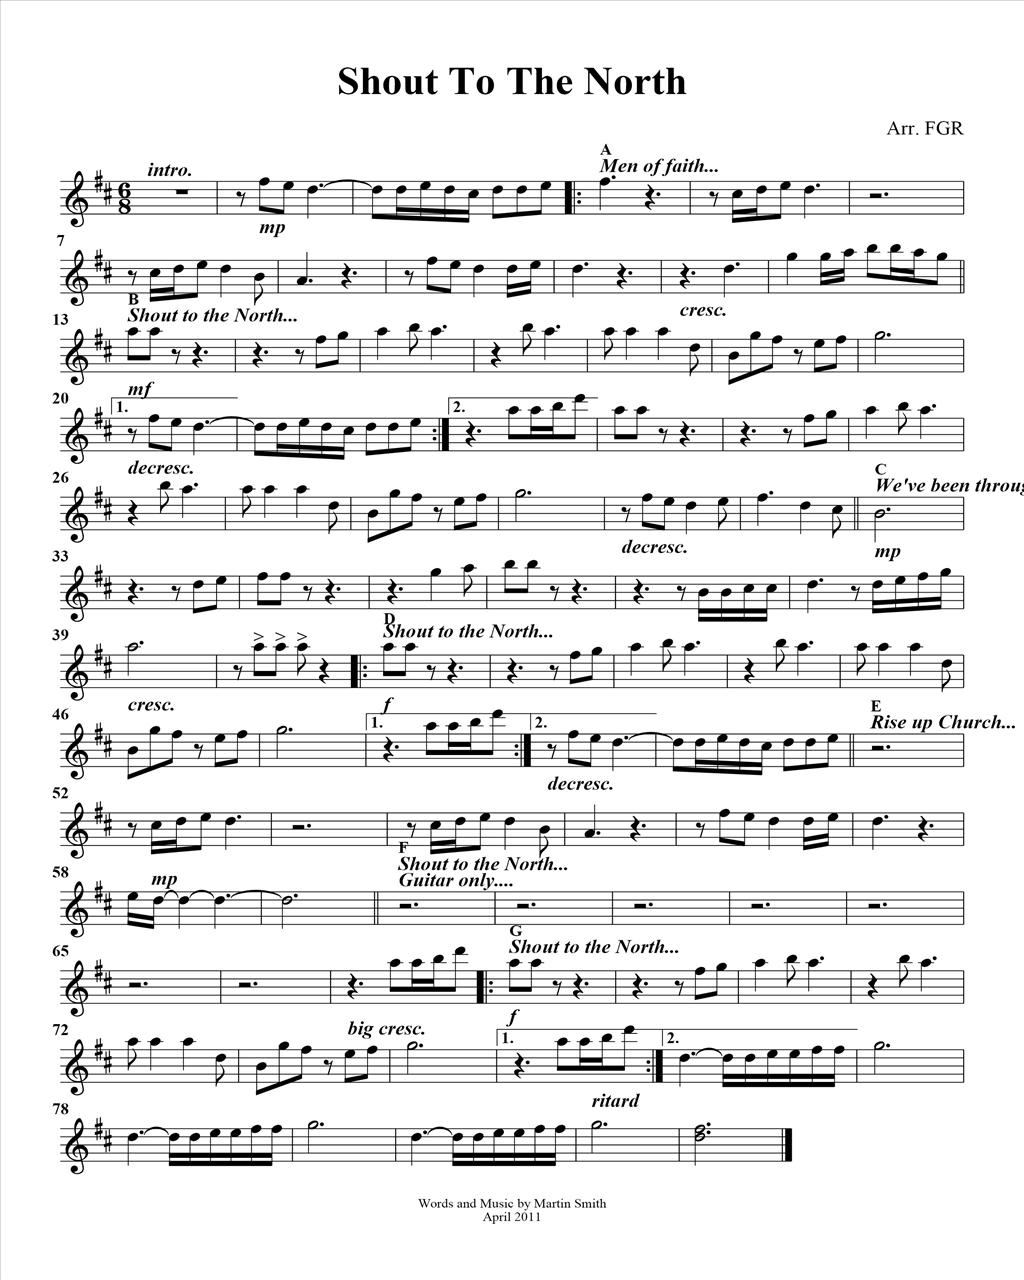 Shout To The North
Arr. FGR
A
intro.
Men of faith...
6
8
mp
7
cresc.
B
13
Shout to the North...
mf
20
1.
2.
decresc.
26
C
We've been throug
decresc.
mp
33
39
D
Shout to the North...
cresc.
f
46
1.
2.
E
Rise up Church...
decresc.
52
58
mp
F
Shout to the North...
Guitar only....
65
G
Shout to the North...
f
72
big cresc.
1.
2.
ritard
78
Words and Music by Martin Smith
April 2011